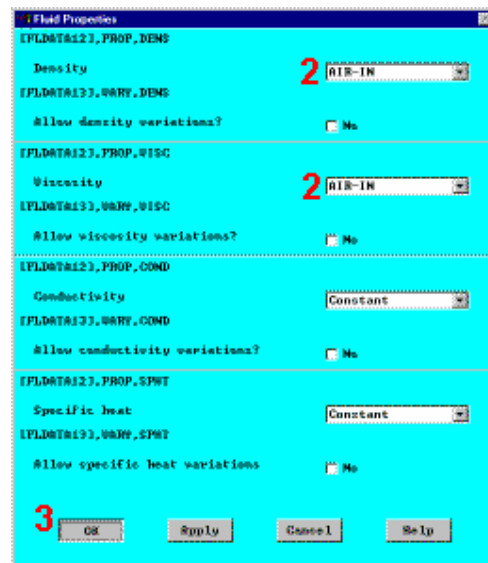 Fluid Properties
[FLDATA12],PROP,DENS
Density 2 AIR-IN
[FLDATA13],VARY,DENS
Allow density variations? No
[FLDATA12],PROP,VISC
Viscosity 2 AIR-IN
[FLDATA13],VARY,VISC
Allow viscosity variations? No
[FLDATA12],PROP,COND
Conductivity Constant
[FLDATA13],VARY,COND
Allow conductivity variations? No
[FLDATA12],PROP,SPHT
Specific heat Constant
[FLDATA13],VARY,SPHT
Allow specific heat variations No
3 OK Apply Cancel Help